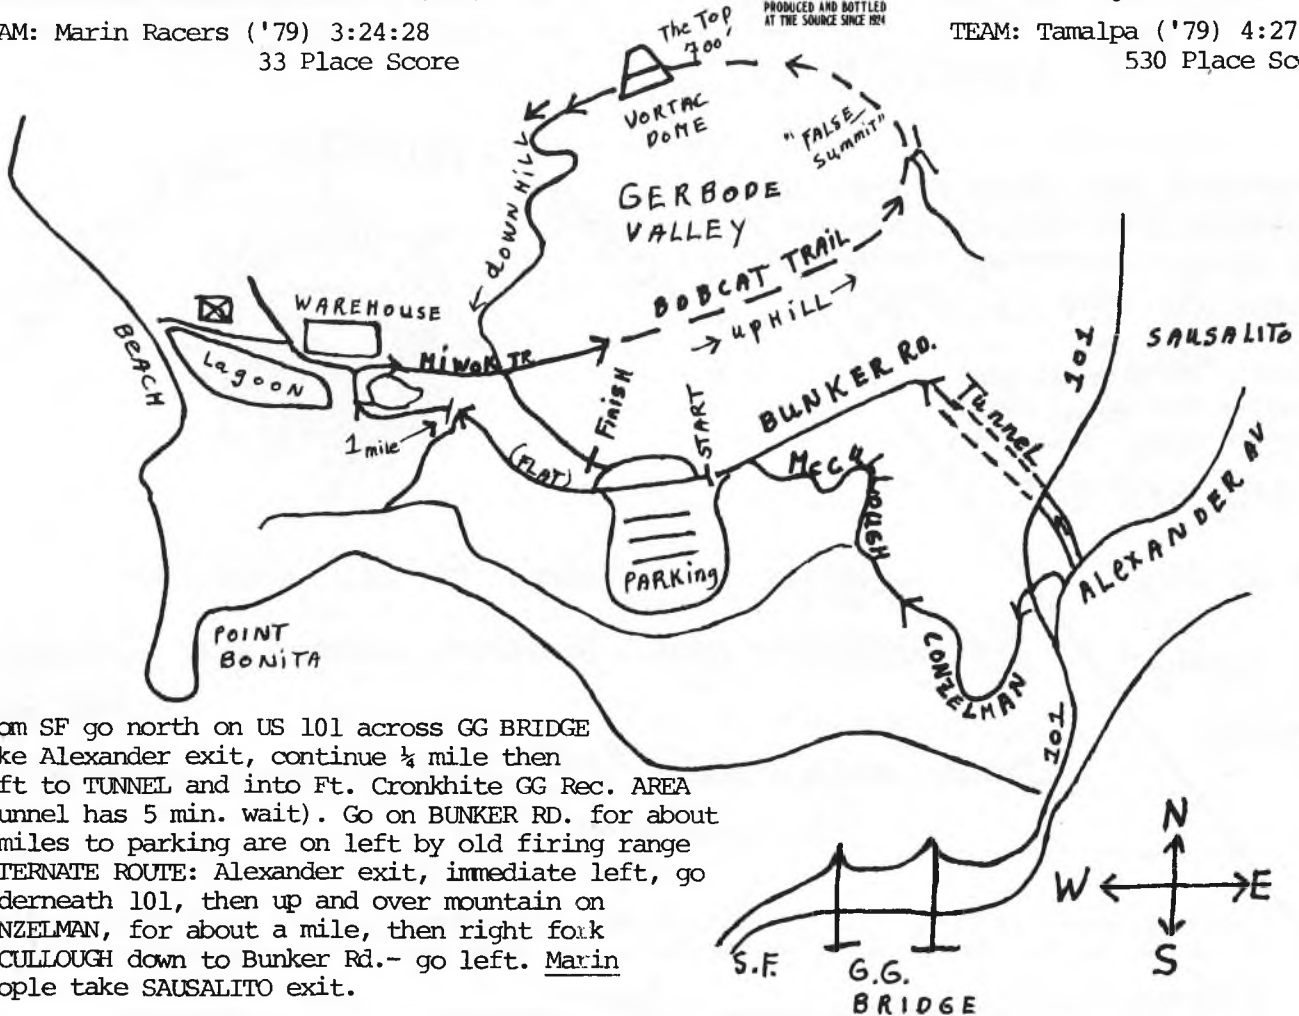 PRODUCED AND BOTTLED
AT THE SOURCE SINCE 1924
AM: Marin Racers ('79) 3:24:28
33 Place Score
TEAM: Tamalpa ('79) 4:27
530 Place Sc
The Top
700'
VORTAC
DOME
"FALSE
Summit"
DOWNHILL
GERBODE
VALLEY
BOBCAT TRAIL
UPHILL
WAREHOUSE
MIWOK TR.
Lagoon
BEACH
1 mile
(FLAT)
FINISH
START
BUNKER RD.
Tunnel
101
SAUSALITO
McCULLOUGH
ALEXANDER AV
PARKing
CONZELMAN
POINT
BONITA
101
om SF go north on US 101 across GG BRIDGE
ke Alexander exit, continue ¼ mile then
ft to TUNNEL and into Ft. Cronkhite GG Rec. AREA
unnel has 5 min. wait). Go on BUNKER RD. for about
miles to parking are on left by old firing range
TERNATE ROUTE: Alexander exit, immediate left, go
derneath 101, then up and over mountain on
NZELMAN, for about a mile, then right fork
CULLOUGH down to Bunker Rd.- go left. Marin
ople take SAUSALITO exit.
N
W E
S
S.F.
G.G.
BRIDGE